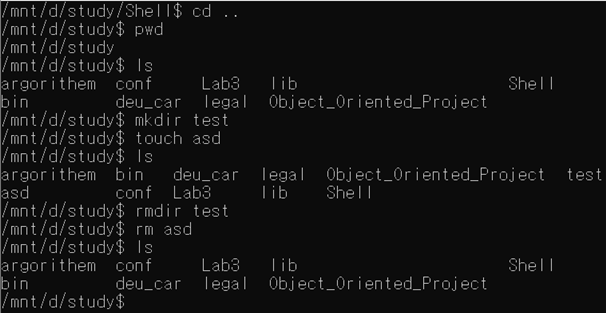 /mnt/d/study/Shell$ cd ..
/mnt/d/study$ pwd
/mnt/d/study
/mnt/d/study$ ls
argorithem  conf     Lab3   lib                      Shell
bin         deu_car  legal  Object_Oriented_Project
/mnt/d/study$ mkdir test
/mnt/d/study$ touch asd
/mnt/d/study$ ls
argorithem  bin   deu_car  legal  Object_Oriented_Project  test
asd         conf  Lab3     lib    Shell
/mnt/d/study$ rmdir test
/mnt/d/study$ rm asd
/mnt/d/study$ ls
argorithem  conf     Lab3   lib                      Shell
bin         deu_car  legal  Object_Oriented_Project
/mnt/d/study$